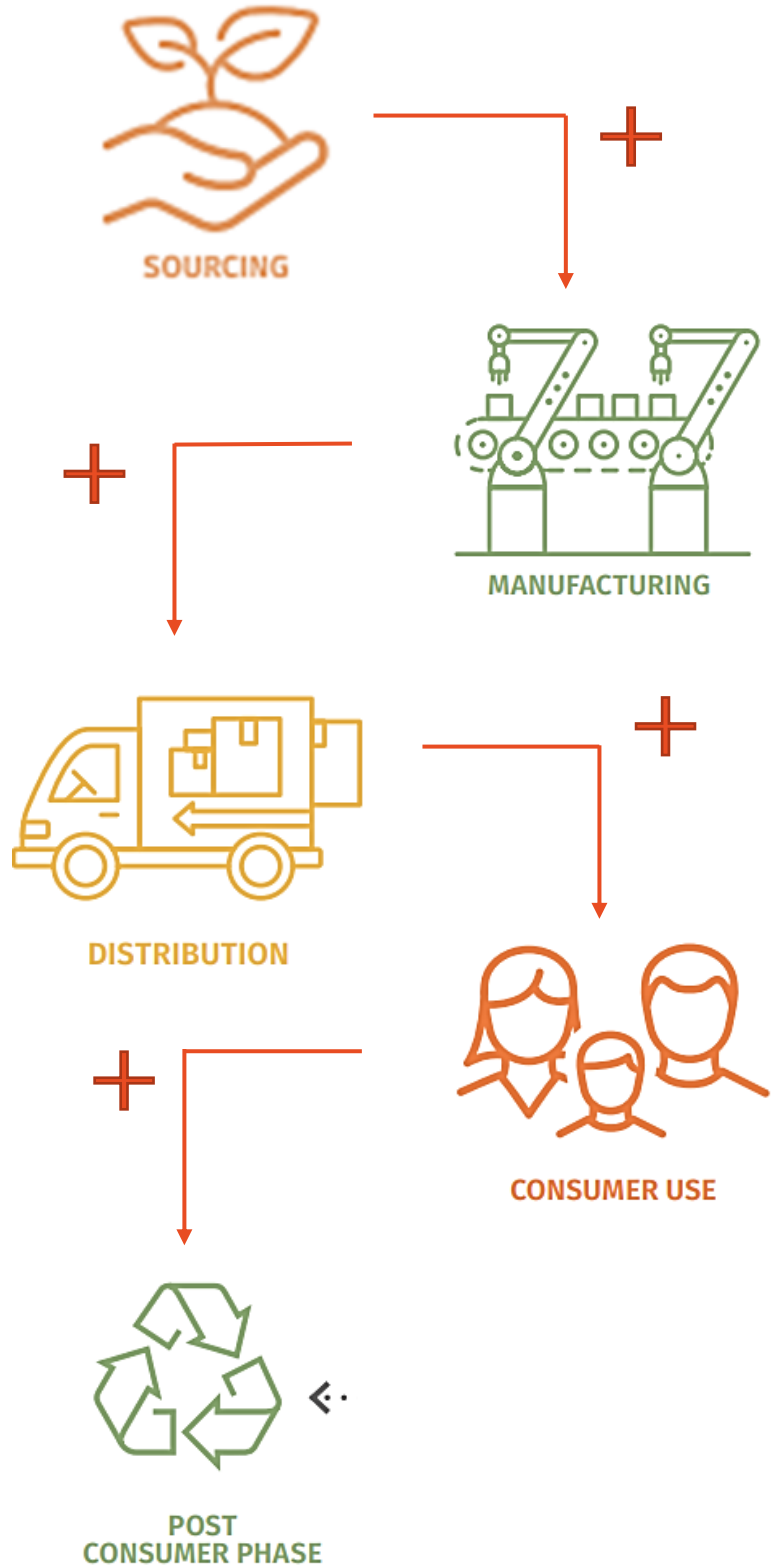 SOURCING
MANUFACTURING
DISTRIBUTION
CONSUMER USE
POST
CONSUMER PHASE